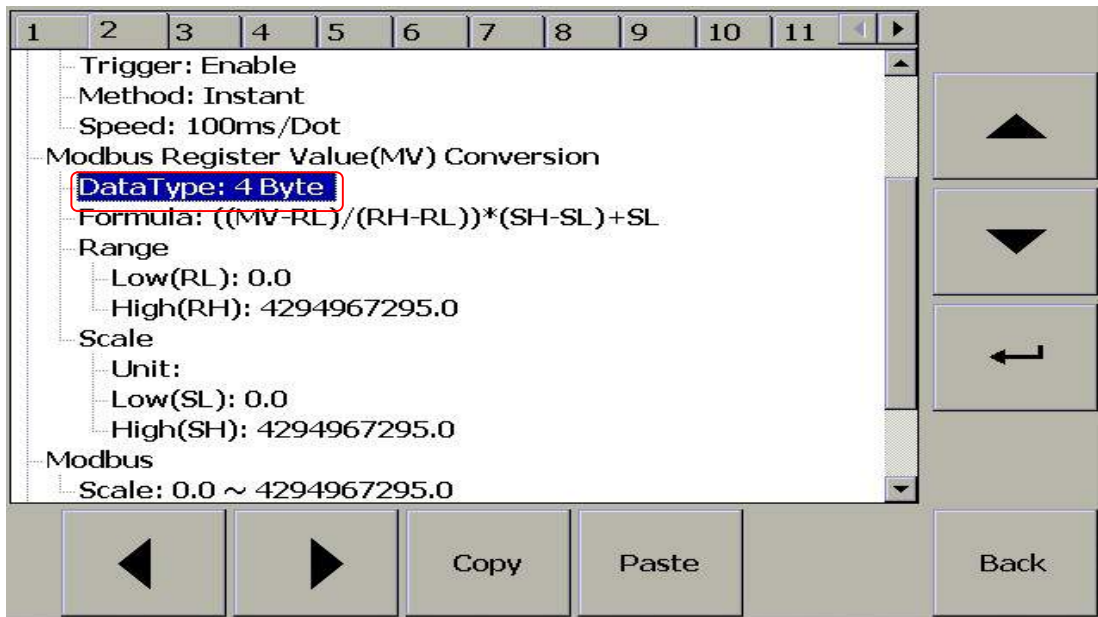 1 2 3 4 5 6 7 8 9 10 11
Trigger: Enable
Method: Instant
Speed: 100ms/Dot
Modbus Register Value(MV) Conversion
DataType: 4 Byte
Formula: ((MV-RL)/(RH-RL))*(SH-SL)+SL
Range
Low(RL): 0.0
High(RH): 4294967295.0
Scale
Unit:
Low(SL): 0.0
High(SH): 4294967295.0
Modbus
Scale: 0.0 ~ 4294967295.0
Copy Paste Back